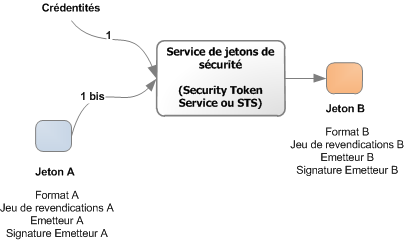 Crédentités
1
Service de jetons de
sécurité
(Security Token
Service ou STS)
1 bis
Jeton A
Format A
Jeu de revendications A
Emetteur A
Signature Emetteur A
Jeton B
Format B
Jeu de revendications B
Emetteur B
Signature Emetteur B